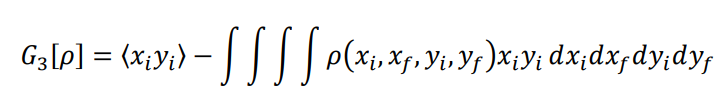 G₃[ρ] = ⟨xᵢyᵢ⟩ − ∫ ∫ ∫ ∫ ρ(xᵢ, x_f, yᵢ, y_f)xᵢyᵢ dxᵢdx_fdyᵢdy_f